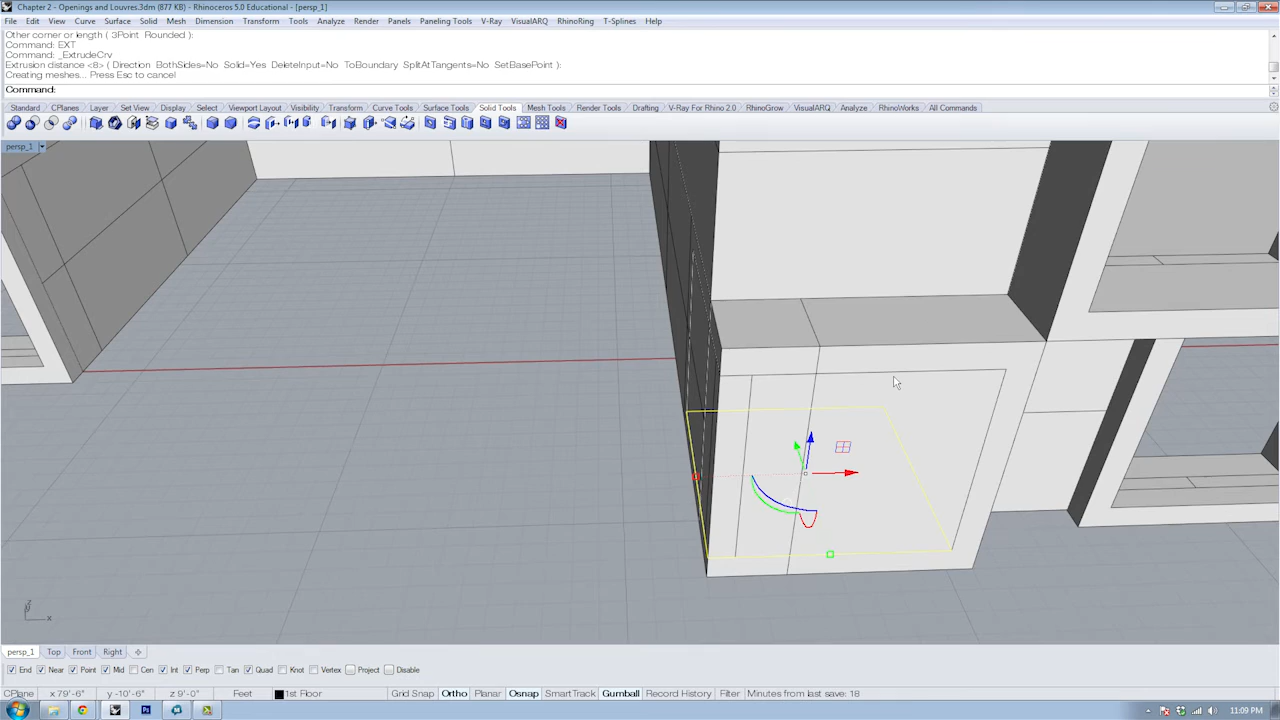 Chapter 2 - Openings and Louvres.3dm (877 KB) - Rhinoceros 5.0 Educational - [persp_1]
File Edit View Curve Surface Solid Mesh Dimension Transform Tools Analyze Render Panels Paneling Tools V-Ray VisualARQ RhinoRing T-Splines Help
Other coror or length ( 3Point Rounded ):
Command: EXT
Command: _ExtrudeCrv
Extrusion distance <8> ( Direction BothSides=No Solid=Yes DeleteInput=No ToBoundary SplitAtTangents=No SetBasePoint ):
Creating meshes... Press Esc to cancel
Command:
Standard CPlanes Layer Set View Display Select Viewport Layout Visibility Transform Curve Tools Surface Tools Solid Tools Mesh Tools Render Tools Drafting V-Ray For Rhino 2.0 RhinoGrow VisualARQ Analyze RhinoWorks All Commands
persp_1
x
persp_1 Top Front Right
End Near Point Mid Cen Int Perp Tan Quad Knot Vertex Project Disable
CPlane x 79'-6" y -10'-6" z 9'-0" Feet 1st Floor Grid Snap Ortho Planar Osnap SmartTrack Gumball Record History Filter Minutes from last save: 18
11:09 PM